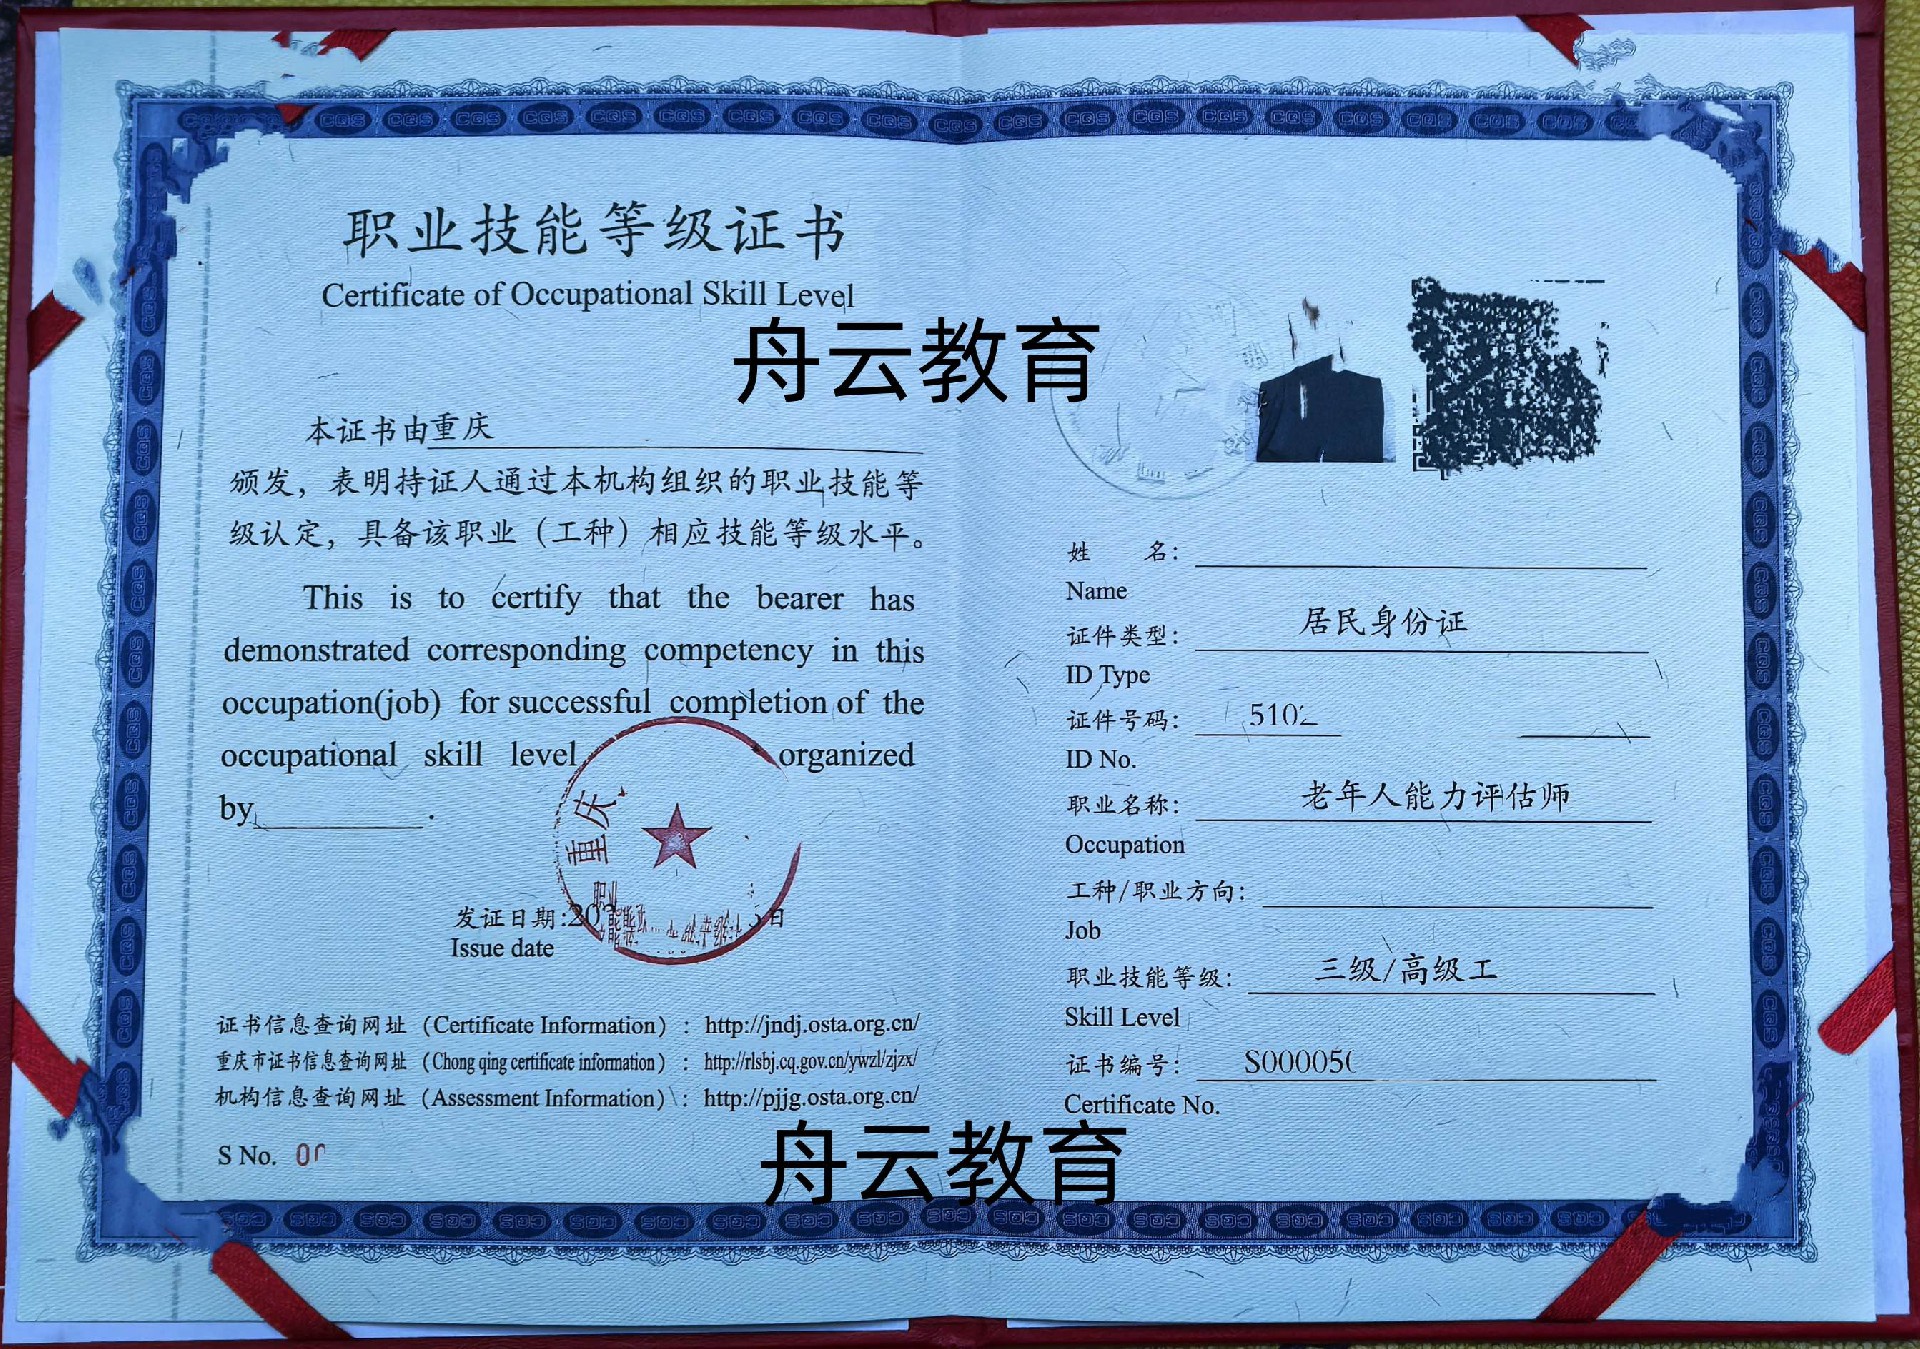 职业技能等级证书
Certificate of Occupational Skill Level
舟云教育
本证书由重庆
颁发，表明持证人通过本机构组织的职业技能等
级认定，具备该职业（工种）相应技能等级水平。
This is to certify that the bearer has
demonstrated corresponding competency in this
occupation(job) for successful completion of the
occupational skill level organized
by .
重庆
发证日期:20 日
Issue date
证书信息查询网址（Certificate Information）：http://jndj.osta.org.cn/
重庆市证书信息查询网址（Chong qing certificate information）：http://rlsbj.cq.gov.cn/ywzl/zjzx/
机构信息查询网址（Assessment Information）：http://pjjg.osta.org.cn/
S No. 00
姓 名：
Name
证件类型：居民身份证
ID Type
证件号码：5102
ID No.
职业名称：老年人能力评估师
Occupation
工种/职业方向：
Job
职业技能等级：三级/高级工
Skill Level
证书编号：S000050
Certificate No.
舟云教育